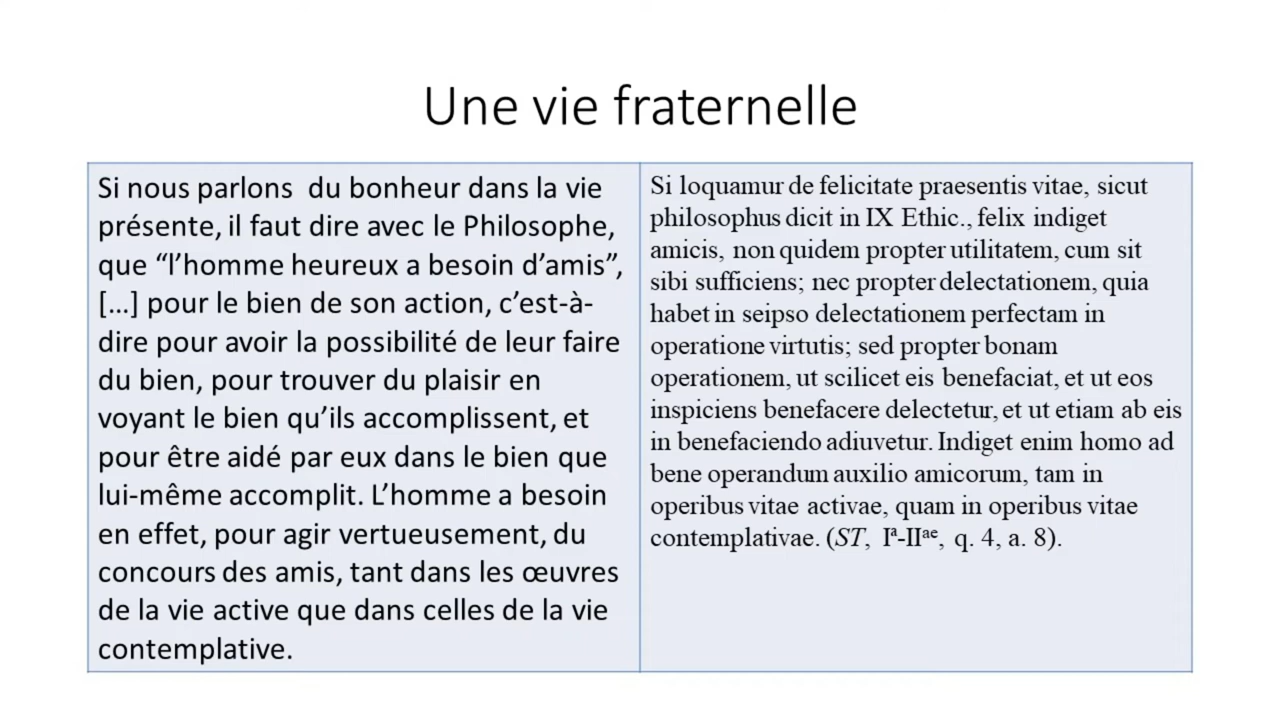 Une vie fraternelle
Si nous parlons  du bonheur dans la vie
présente, il faut dire avec le Philosophe,
que “l’homme heureux a besoin d’amis”,
[…] pour le bien de son action, c’est-à-
dire pour avoir la possibilité de leur faire
du bien, pour trouver du plaisir en
voyant le bien qu’ils accomplissent, et
pour être aidé par eux dans le bien que
lui-même accomplit. L’homme a besoin
en effet, pour agir vertueusement, du
concours des amis, tant dans les œuvres
de la vie active que dans celles de la vie
contemplative.
Si loquamur de felicitate praesentis vitae, sicut
philosophus dicit in IX Ethic., felix indiget
amicis, non quidem propter utilitatem, cum sit
sibi sufficiens; nec propter delectationem, quia
habet in seipso delectationem perfectam in
operatione virtutis; sed propter bonam
operationem, ut scilicet eis benefaciat, et ut eos
inspiciens benefacere delectetur, et ut etiam ab eis
in benefaciendo adiuvetur. Indiget enim homo ad
bene operandum auxilio amicorum, tam in
operibus vitae activae, quam in operibus vitae
contemplativae. (ST, Iª-IIᵃᵉ, q. 4, a. 8).